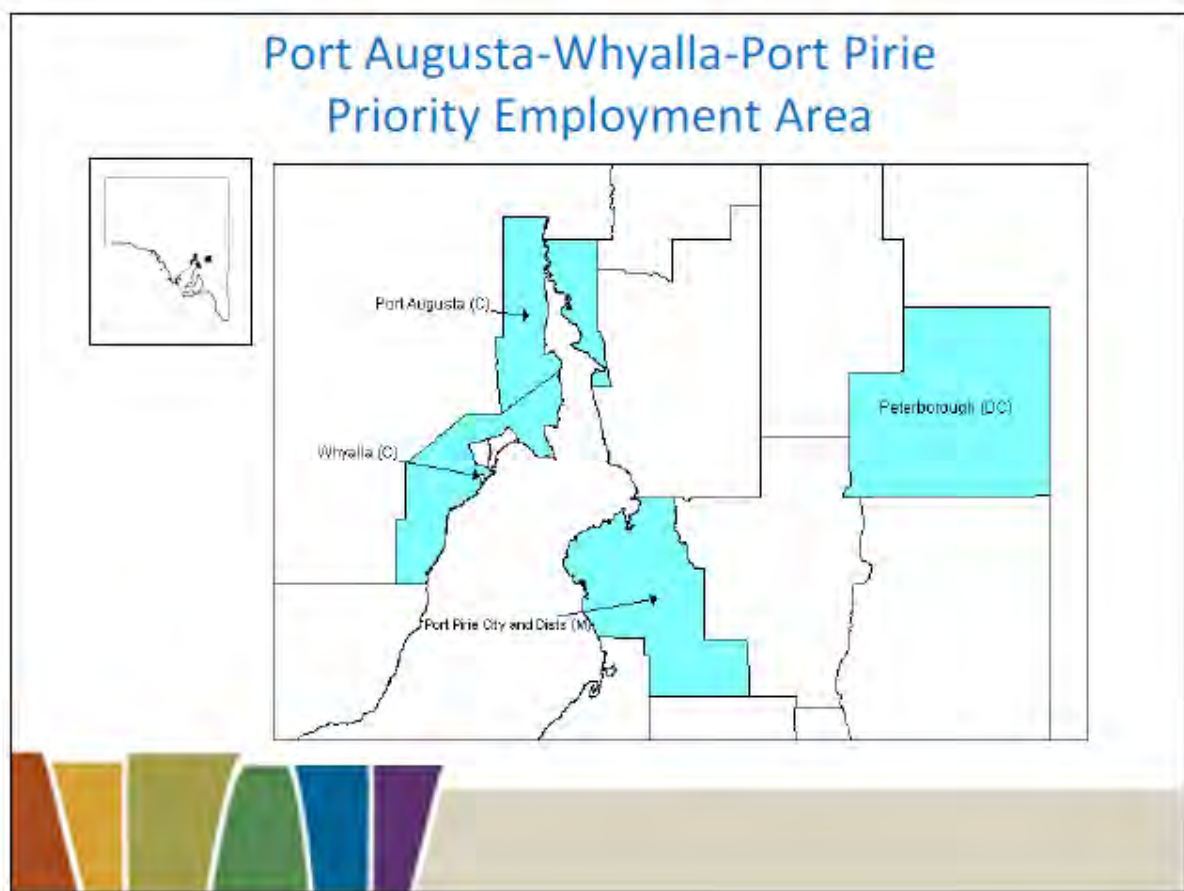 Port Augusta-Whyalla-Port Pirie
Priority Employment Area
Port Augusta (C)
Peterborough (DC)
Whyalla (C)
Port Pirie City and Dists (M)